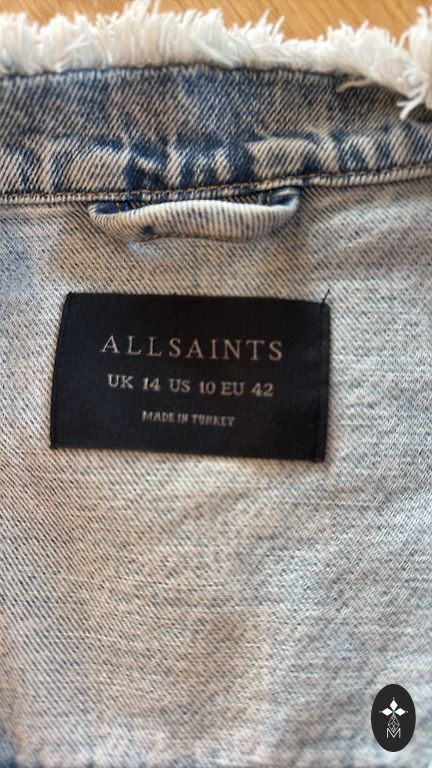 ALLSAINTS
UK 14 US 10 EU 42
MADE IN TURKEY
M